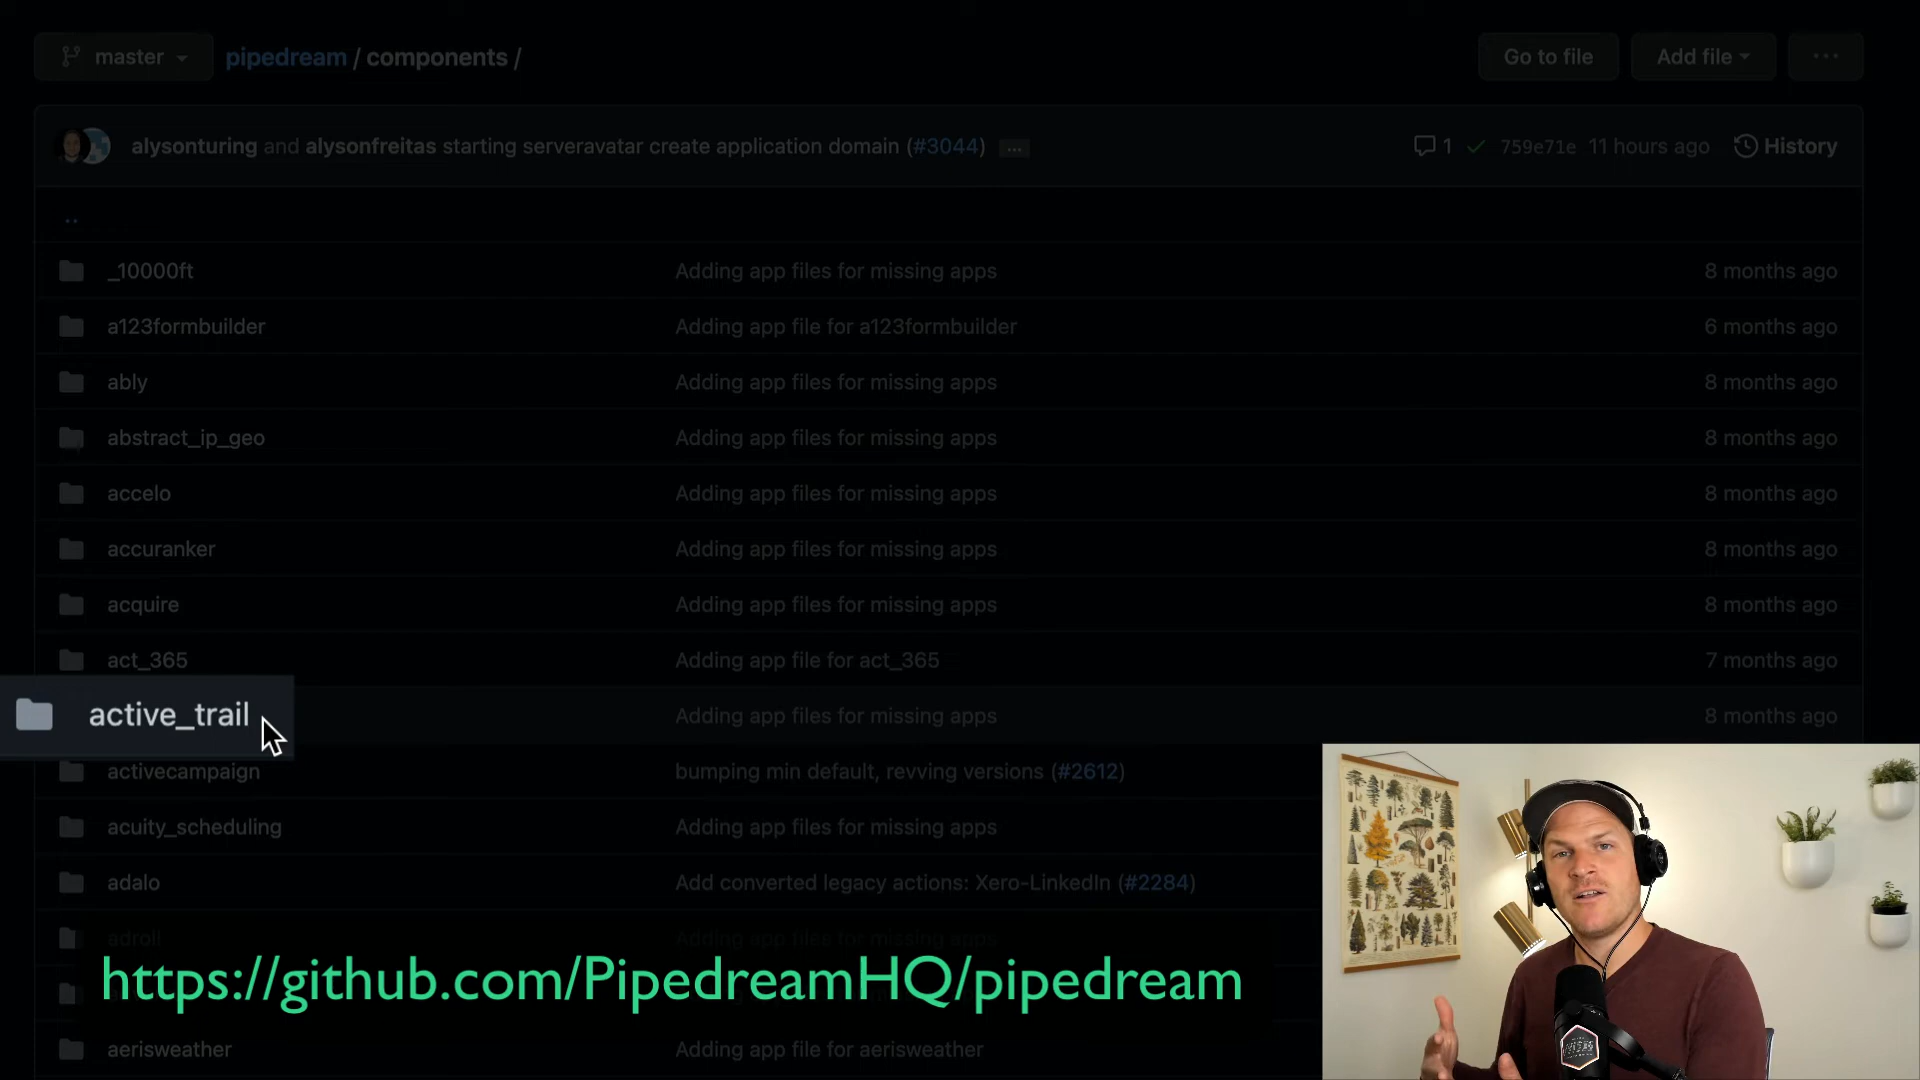 master
pipedream / components /
Go to file
Add file
alysonturing and alysonfreitas starting serveravatar create application domain (#3044) ...
1
759e71e 11 hours ago
History
..
_10000ft Adding app files for missing apps 8 months ago
a123formbuilder Adding app file for a123formbuilder 6 months ago
ably Adding app files for missing apps 8 months ago
abstract_ip_geo Adding app files for missing apps 8 months ago
accelo Adding app files for missing apps 8 months ago
accuranker Adding app files for missing apps 8 months ago
acquire Adding app files for missing apps 8 months ago
act_365 Adding app file for act_365 7 months ago
active_trail Adding app files for missing apps 8 months ago
activecampaign bumping min default, revving versions (#2612)
acuity_scheduling Adding app files for missing apps
adalo Add converted legacy actions: Xero-LinkedIn (#2284)
adroll Adding app files for missing apps
https://github.com/PipedreamHQ/pipedream
aerisweather Adding app file for aerisweather